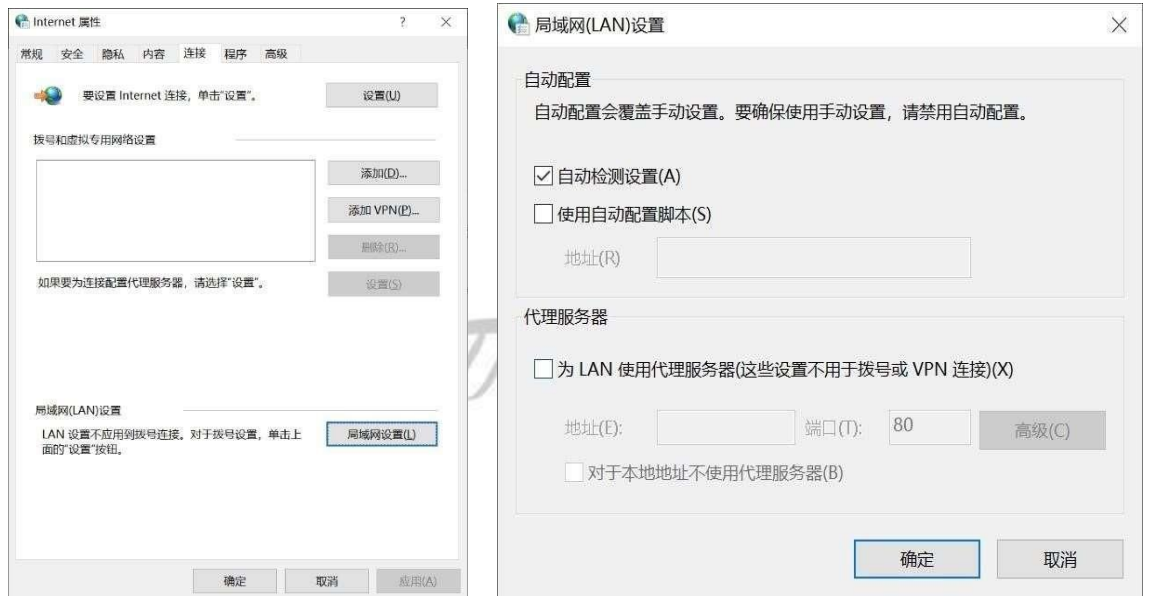 Internet 属性
常规 安全 隐私 内容 连接 程序 高级
要设置 Internet 连接，单击“设置”。
设置(U)
拨号和虚拟专用网络设置
添加(D)...
添加 VPN(P)...
删除(R)...
如果要为连接配置代理服务器，请选择“设置”。
设置(S)
局域网(LAN)设置
LAN 设置不应用到拨号连接。对于拨号设置，单击上
面的“设置”按钮。
局域网设置(L)
确定 取消 应用(A)
局域网(LAN)设置
自动配置
自动配置会覆盖手动设置。要确保使用手动设置，请禁用自动配置。
自动检测设置(A)
使用自动配置脚本(S)
地址(R)
代理服务器
为 LAN 使用代理服务器(这些设置不用于拨号或 VPN 连接)(X)
地址(E): 端口(T): 80 高级(C)
对于本地地址不使用代理服务器(B)
确定 取消